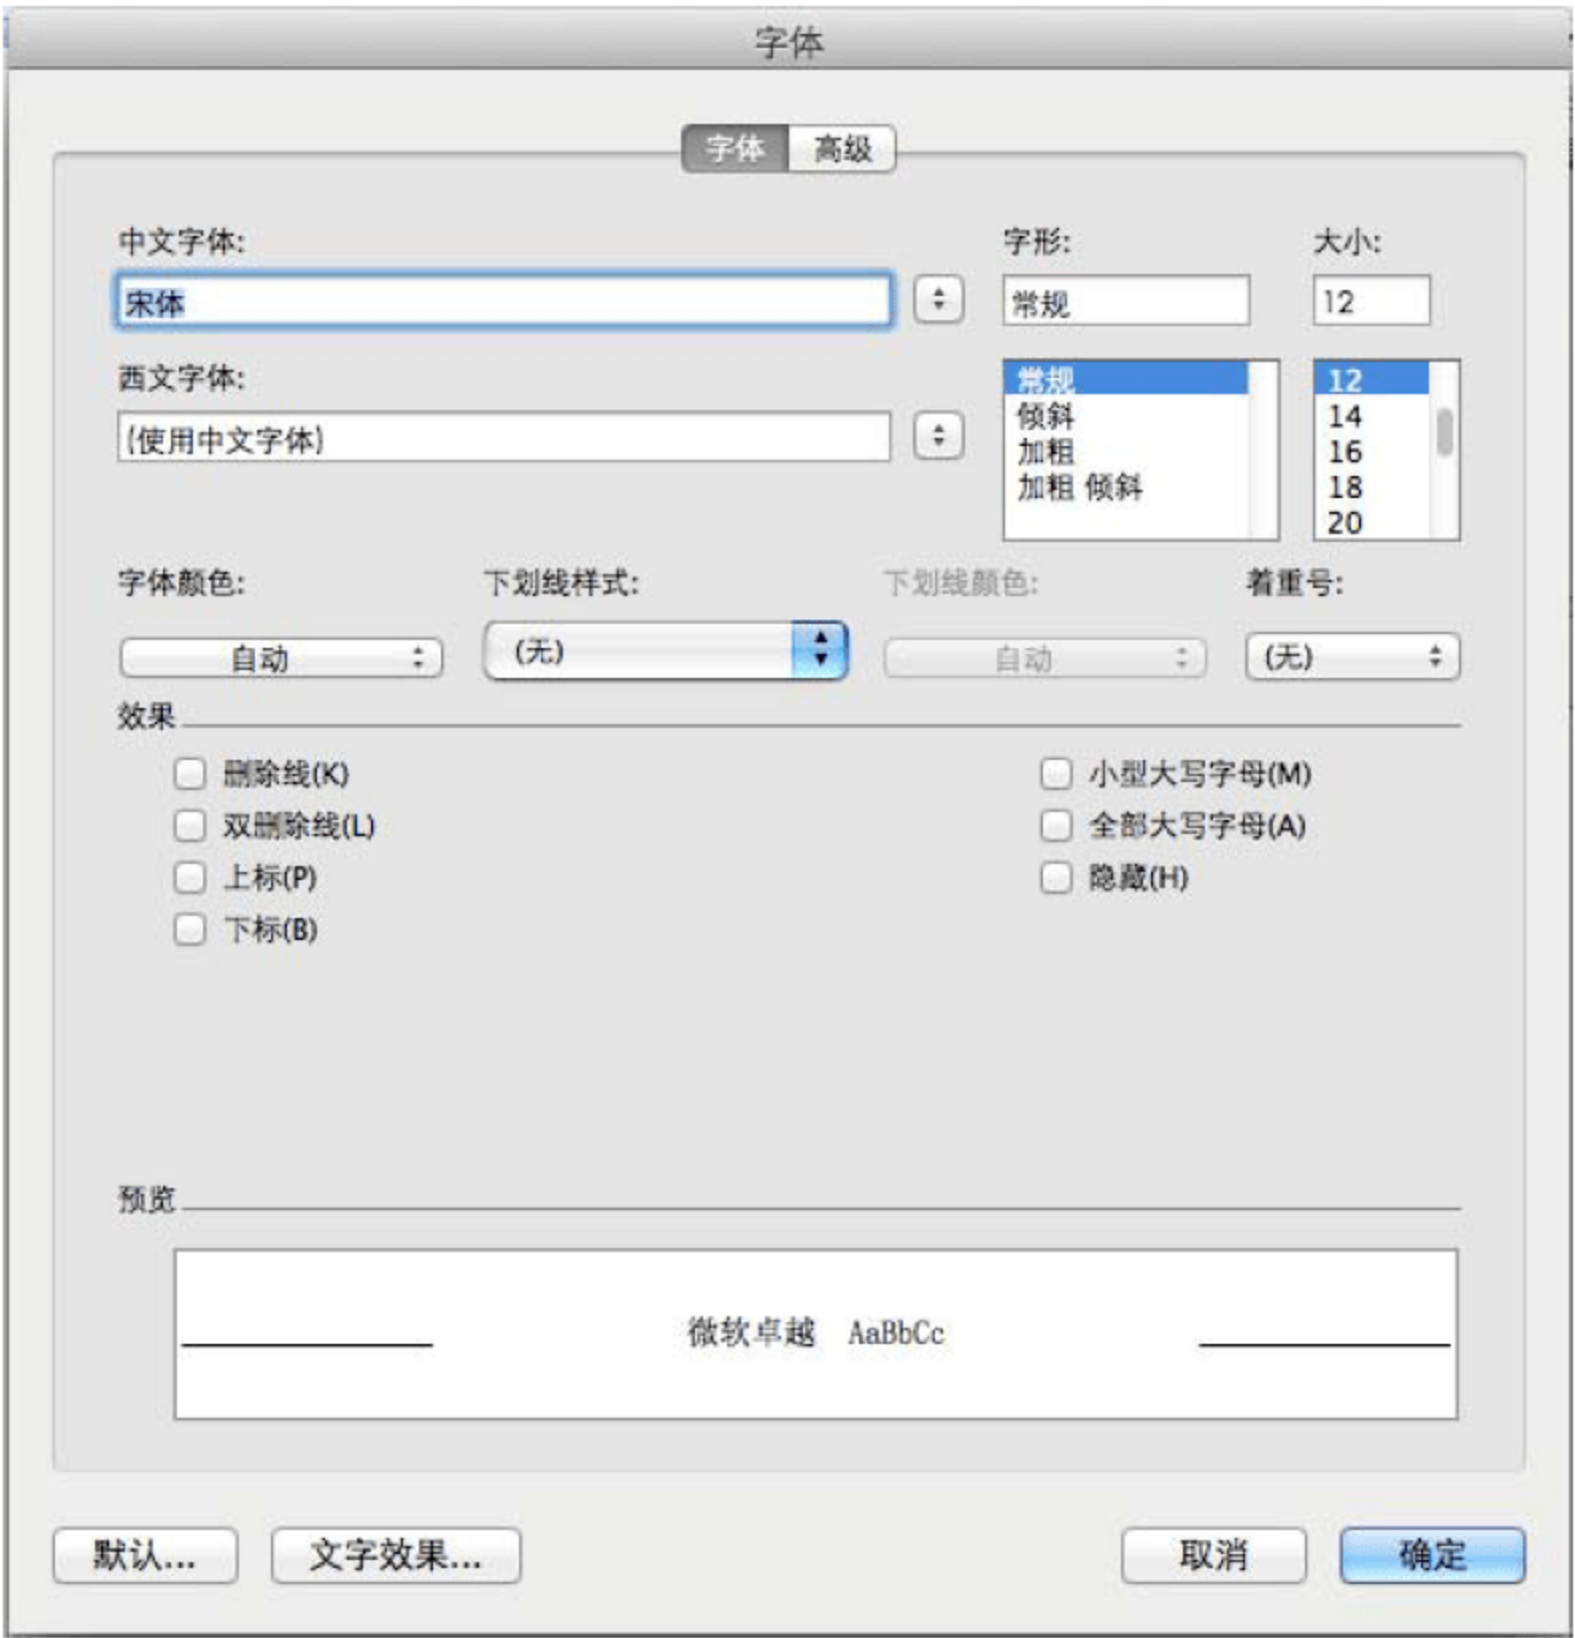 字体
字体 高级
中文字体: 字形: 大小:
宋体 常规 12
西文字体: 常规 12
(使用中文字体) 倾斜 14
加粗 16
加粗 倾斜 18
20
字体颜色: 下划线样式: 下划线颜色: 着重号:
自动 (无) 自动 (无)
效果
删除线(K) 小型大写字母(M)
双删除线(L) 全部大写字母(A)
上标(P) 隐藏(H)
下标(B)
预览
微软卓越 AaBbCc
默认... 文字效果... 取消 确定